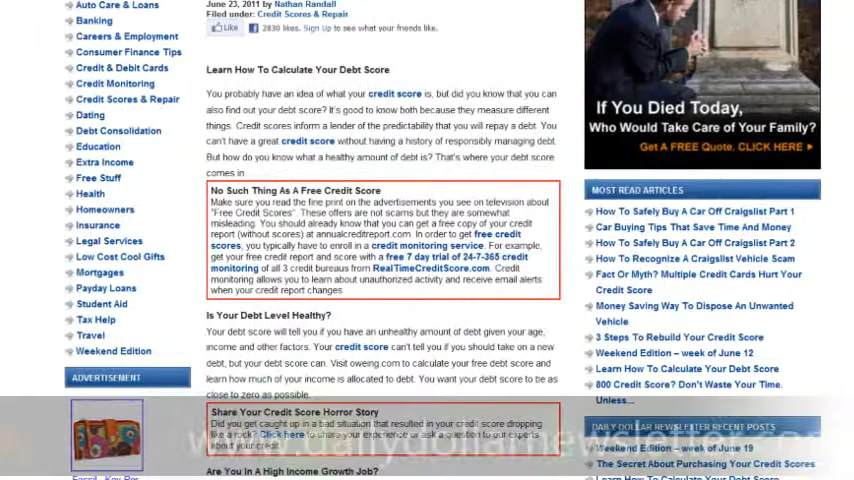 Auto Care & Loans
Banking
Careers & Employment
Consumer Finance Tips
Credit & Debit Cards
Credit Monitoring
Credit Scores & Repair
Dating
Debt Consolidation
Education
Extra Income
Free Stuff
Health
Homeowners
Insurance
Legal Services
Low Cost Cool Gifts
Mortgages
Payday Loans
Student Aid
Tax Help
Travel
Weekend Edition
ADVERTISEMENT
Fossil - Key Per
June 23, 2011 by Nathan Randall
Filed under: Credit Scores & Repair
Like 2830 likes. Sign Up to see what your friends like.
Learn How To Calculate Your Debt Score
You probably have an idea of what your credit score is, but did you know that you can
also find out your debt score? It's good to know both because they measure different
things. Credit scores inform a lender of the predictability that you will repay a debt. You
can't have a great credit score without having a history of responsibly managing debt.
But how do you know what a healthy amount of debt is? That's where your debt score
comes in
No Such Thing As A Free Credit Score
Make sure you read the fine print on the advertisements you see on television about
"Free Credit Scores". These offers are not scams but they are somewhat
misleading. You should already know that you can get a free copy of your credit
report (without scores) at annualcreditreport.com. In order to get free credit
scores, you typically have to enroll in a credit monitoring service. For example,
get your free credit report and score with a free 7 day trial of 24-7-365 credit
monitoring of all 3 credit bureaus from RealTimeCreditScore.com. Credit
monitoring allows you to learn about unauthorized activity and receive email alerts
when your credit report changes
Is Your Debt Level Healthy?
Your debt score will tell you if you have an unhealthy amount of debt given your age,
income and other factors. Your credit score can't tell you if you should take on a new
debt, but your debt score can. Visit oweing.com to calculate your free debt score and
learn how much of your income is allocated to debt. You want your debt score to be as
close to zero as possible.
Share Your Credit Score Horror Story
Did you get caught up in a bad situation that resulted in your credit score dropping
like a rock? Click here to share your experience or ask a question to our experts
about your credit.
Are You In A High Income Growth Job?
If You Died Today,
Who Would Take Care of Your Family?
Get A FREE Quote. CLICK HERE
MOST READ ARTICLES
How To Safely Buy A Car Off Craigslist Part 1
Car Buying Tips That Save Time And Money
How To Safely Buy A Car Off Craigslist Part 2
How To Recognize A Craigslist Vehicle Scam
Fact Or Myth? Multiple Credit Cards Hurt Your
Credit Score
Money Saving Way To Dispose An Unwanted
Vehicle
3 Steps To Rebuild Your Credit Score
Weekend Edition – week of June 12
Learn How To Calculate Your Debt Score
800 Credit Score? Don't Waste Your Time.
Unless...
DAILY DOLLAR NEWSLETTER RECENT POSTS
Weekend Edition – week of June 19
The Secret About Purchasing Your Credit Scores
Learn How To Calculate Your Debt Score
www.dailydollarnewsletter.com